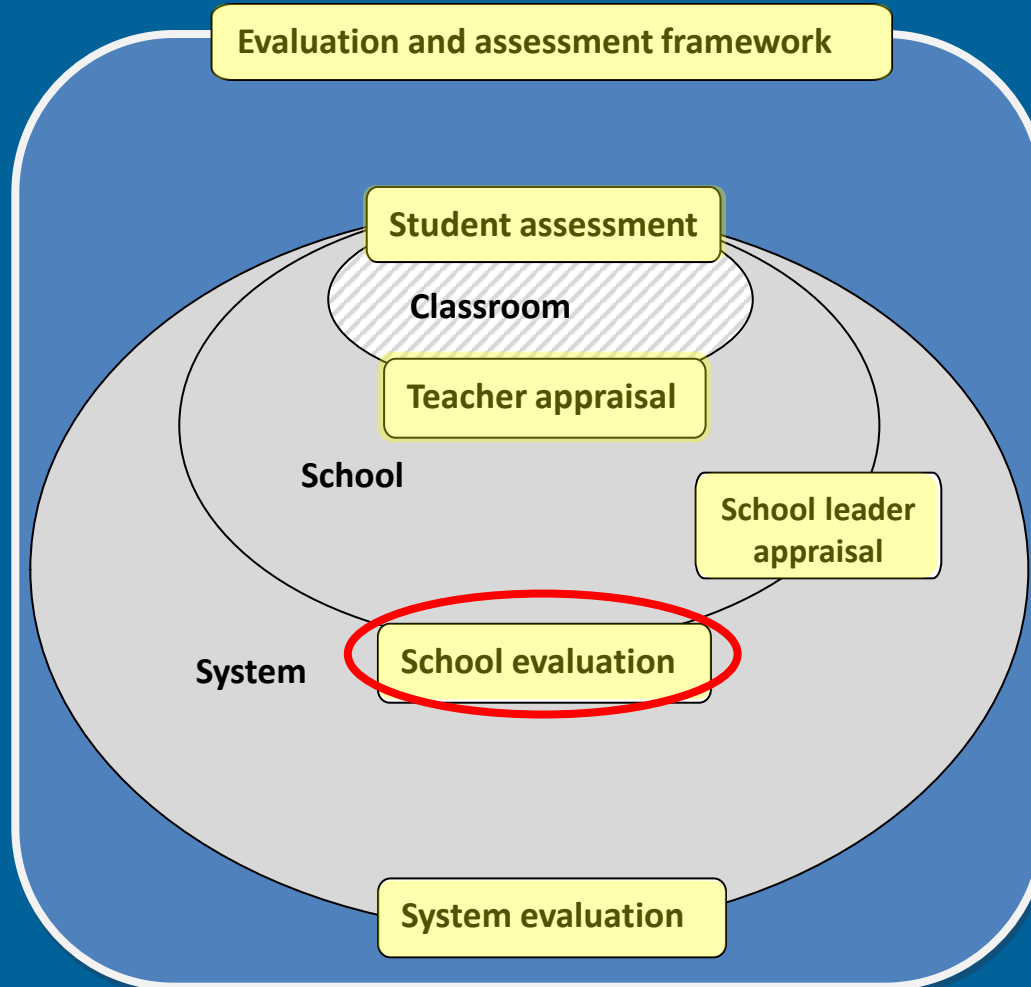 Evaluation and assessment framework
Student assessment
Classroom
Teacher appraisal
School
School leader
appraisal
School evaluation
System
System evaluation